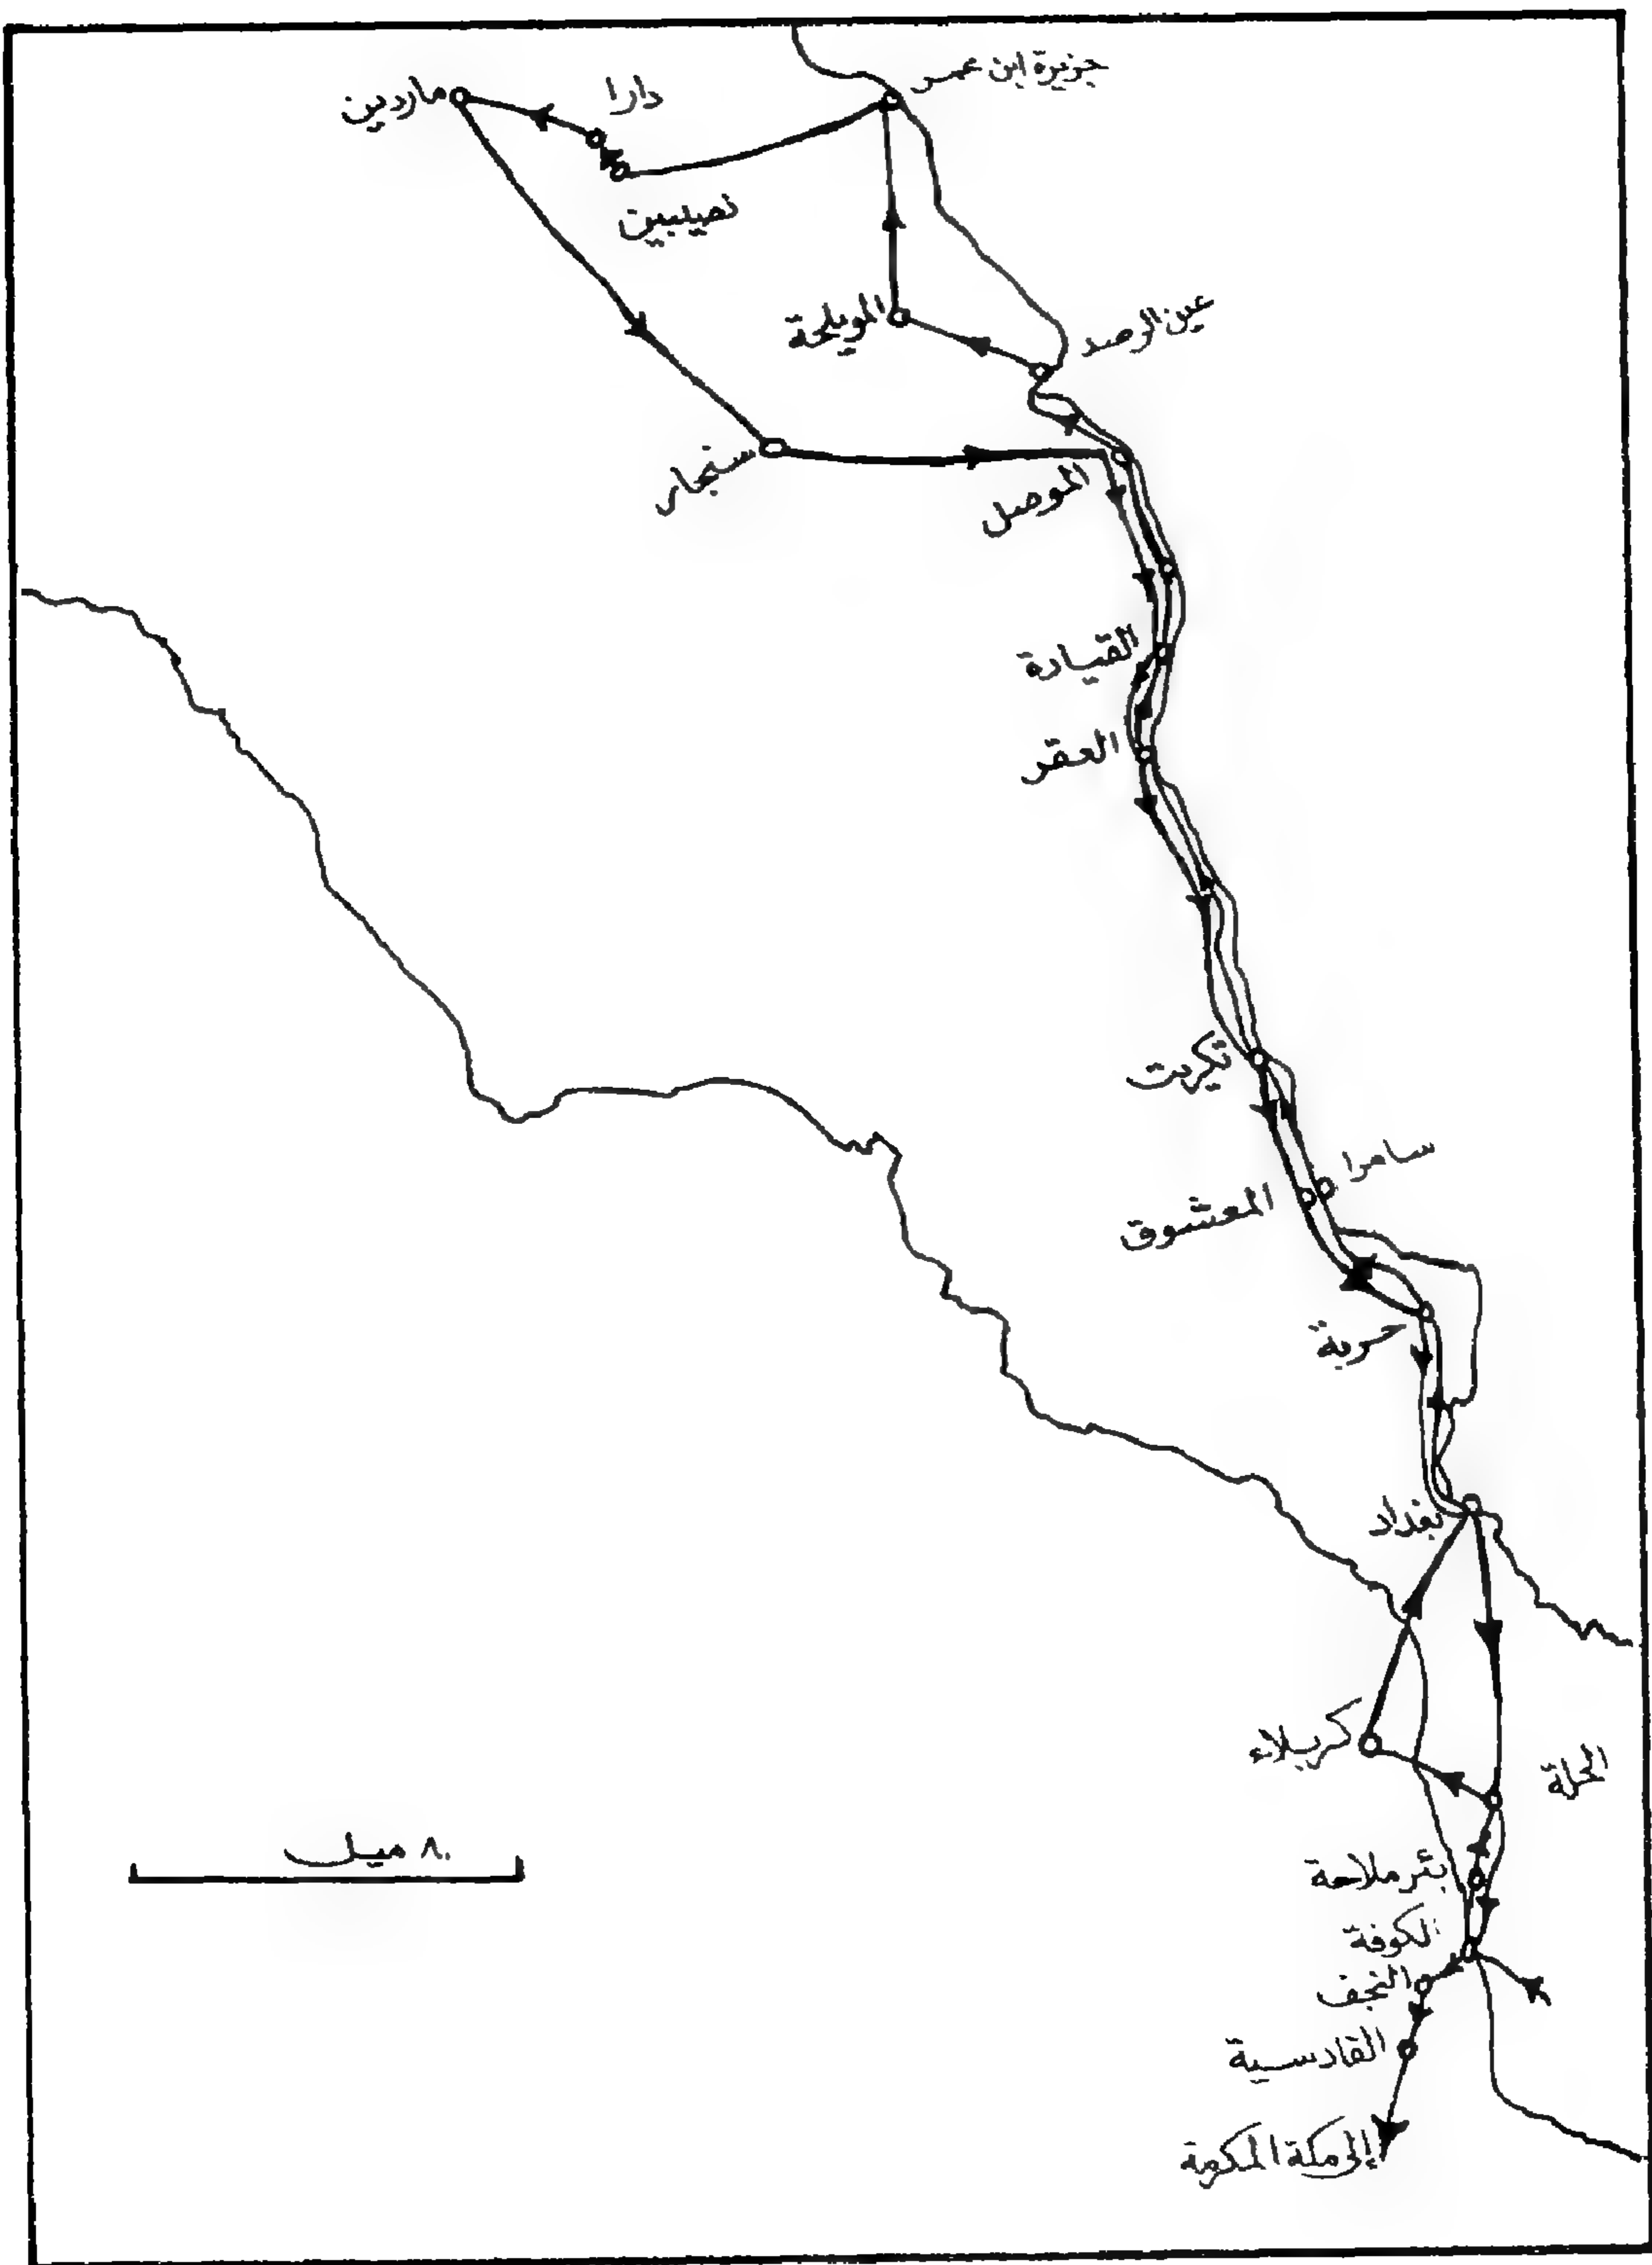 جزيرة ابن عمر
دارا
ماردين
نصيبين
عين الرصد
المويلحة
سنجار
الموصل
القيادة
العقر
تكريت
سامرا
المعشوق
حربة
بغداد
كربلاء
الحلة
٨٠ ميل
بئر ملاحة
الكوفة
النجف
القادسية
إلى مكة المكرمة